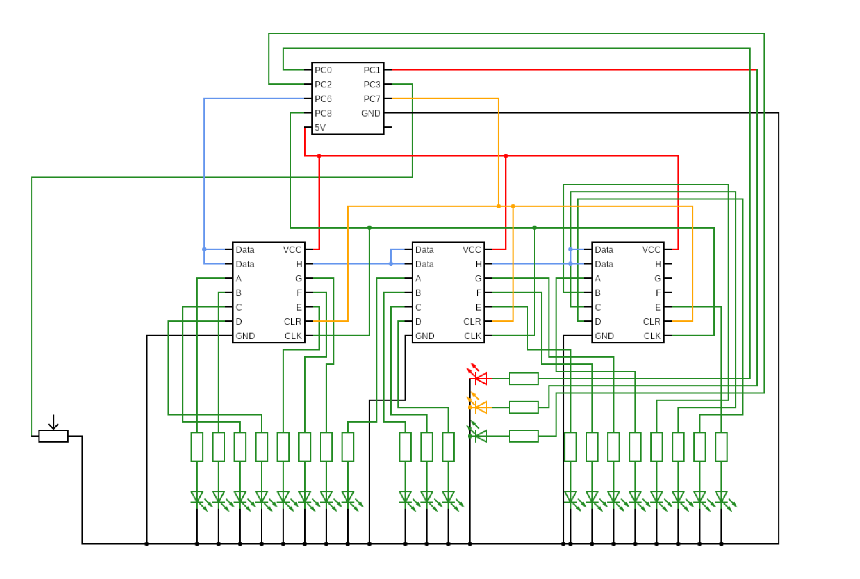 PC0 PC1
PC2 PC3
PC6 PC7
PC8 GND
5V
Data VCC
Data H
A G
B F
C E
D CLR
GND CLK
Data VCC
Data H
A G
B F
C E
D CLR
GND CLK
Data VCC
Data H
A G
B F
C E
D CLR
GND CLK